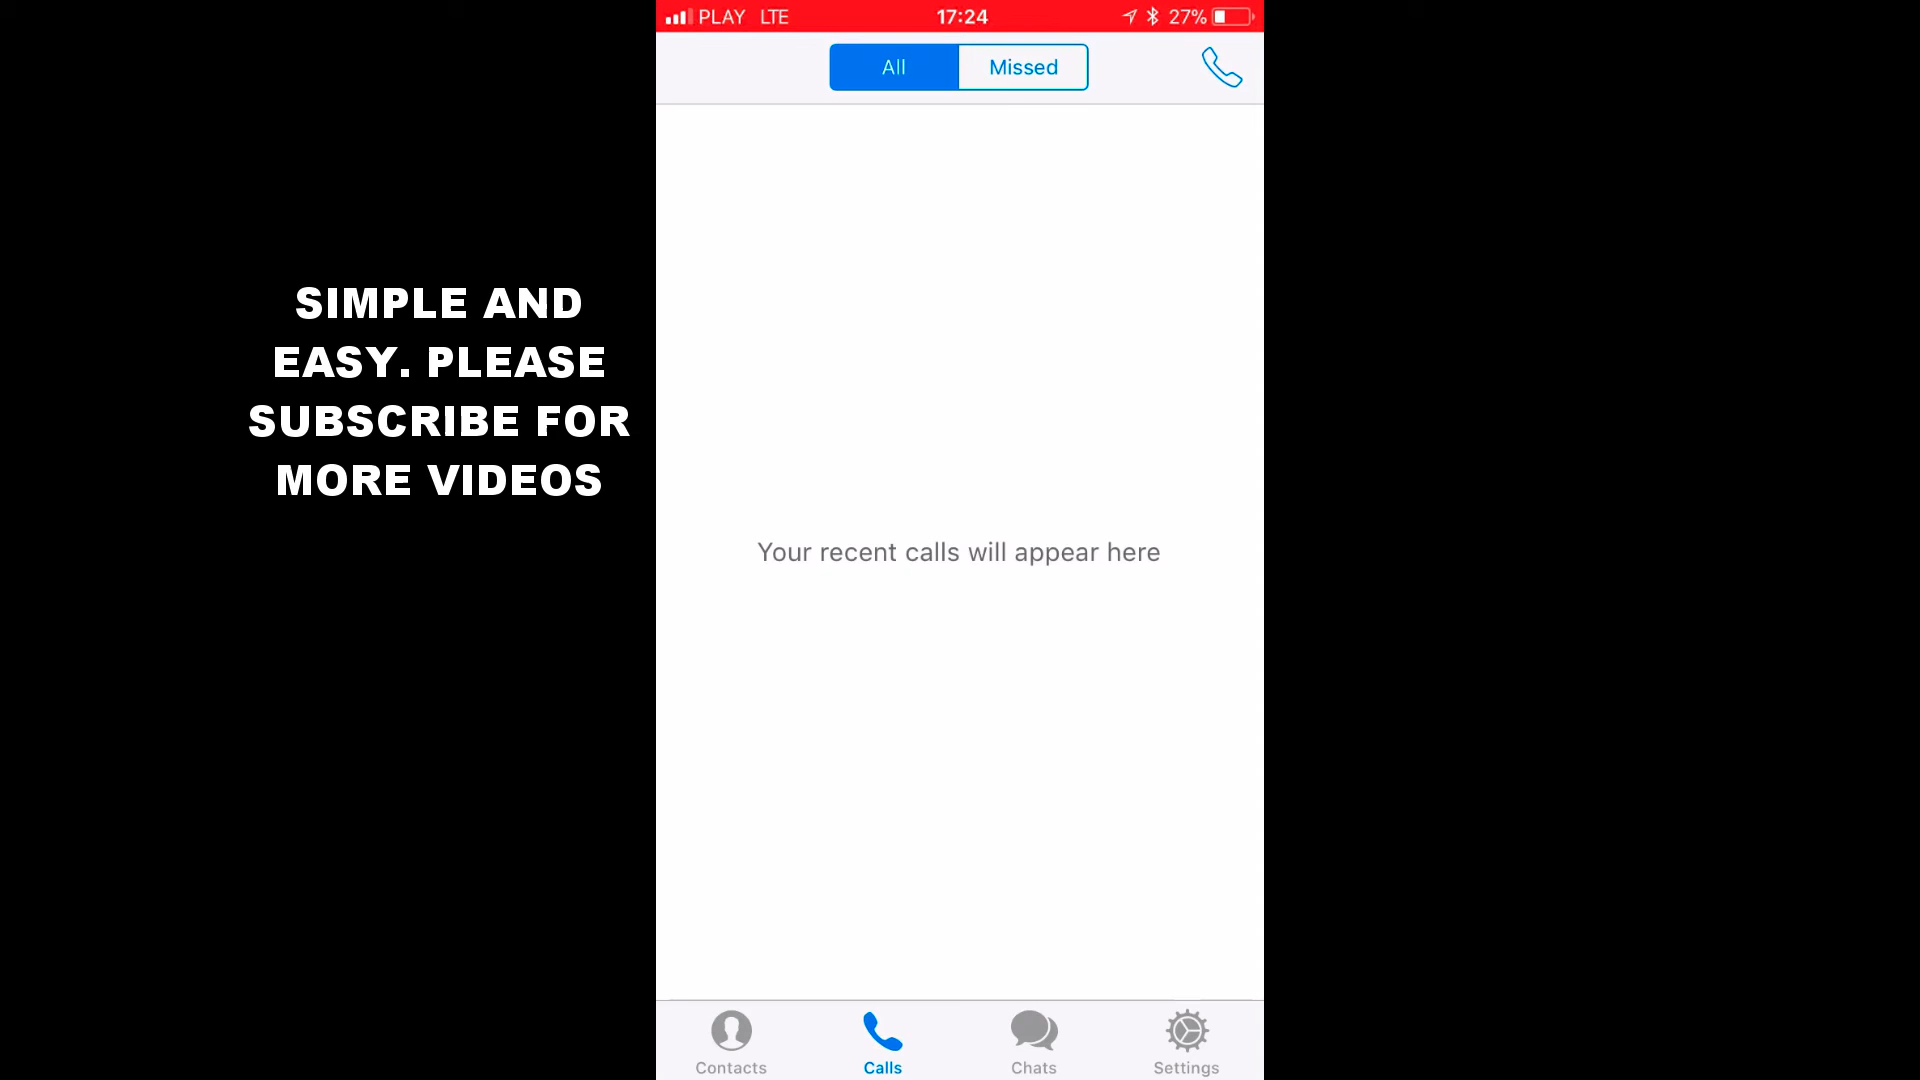 PLAY LTE 17:24 27%
All Missed
SIMPLE AND
EASY. PLEASE
SUBSCRIBE FOR
MORE VIDEOS
Your recent calls will appear here
Contacts Calls Chats Settings